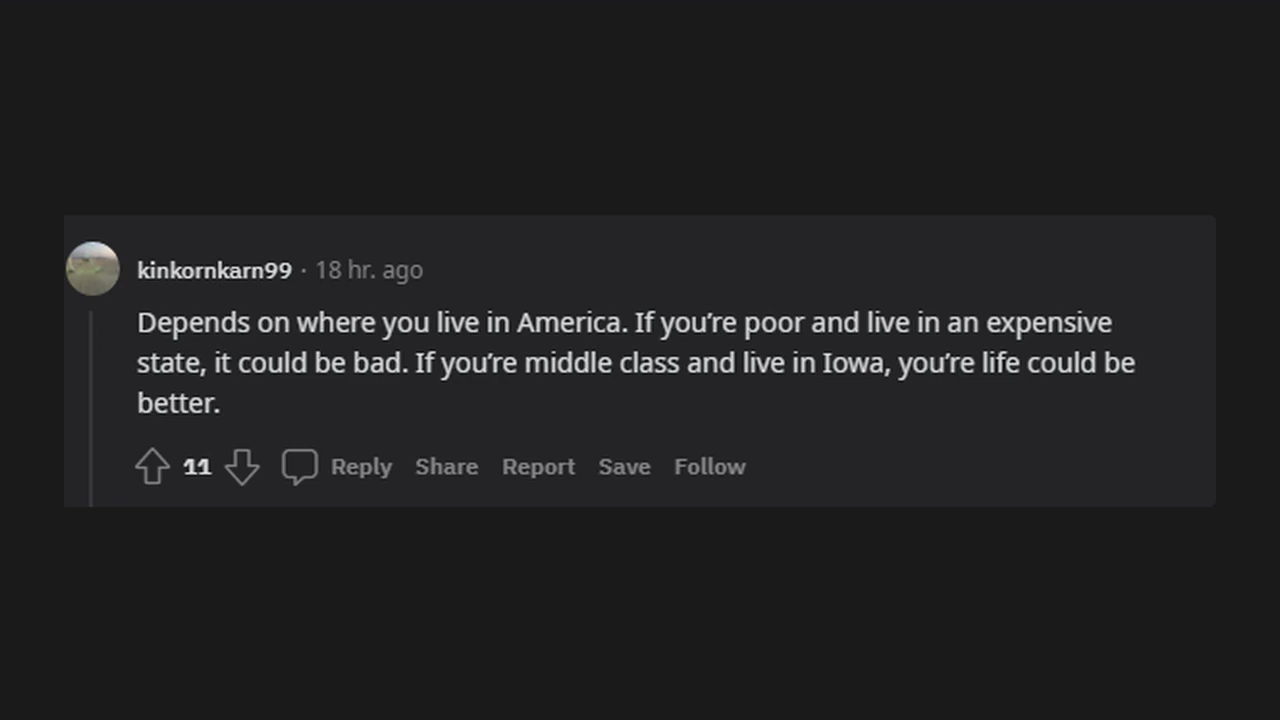 kinkornkarn99 · 18 hr. ago
Depends on where you live in America. If you’re poor and live in an expensive
state, it could be bad. If you’re middle class and live in Iowa, you’re life could be
better.
11 Reply Share Report Save Follow